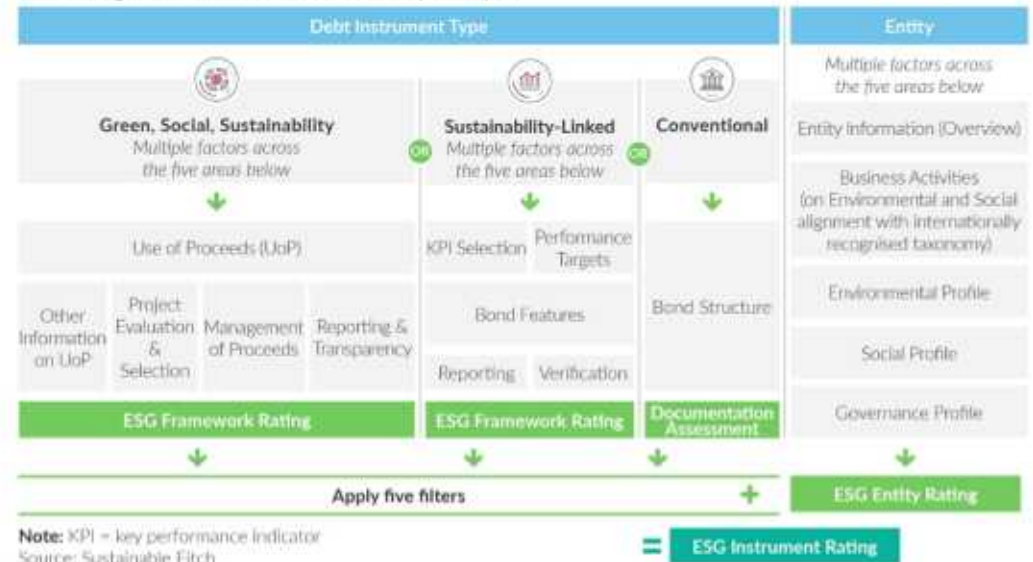 Debt Instrument Type
Entity
Multiple factors across
the five areas below
Green, Social, Sustainability
Multiple factors across
the five areas below
OR
Sustainability-Linked
Multiple factors across
the five areas below
OR
Conventional
Entity Information (Overview)
Business Activities
(on Environmental and Social
alignment with internationally
recognised taxonomy)
Environmental Profile
Social Profile
Governance Profile
Use of Proceeds (UoP)
Other
Information
on UoP
Project
Evaluation
&
Selection
Management
of Proceeds
Reporting &
Transparency
KPI Selection
Performance
Targets
Bond Features
Reporting
Verification
Bond Structure
ESG Framework Rating
ESG Framework Rating
Documentation
Assessment
Apply five filters
+
ESG Entity Rating
Note: KPI = key performance indicator
Source: Sustainable Fitch
=
ESG Instrument Rating